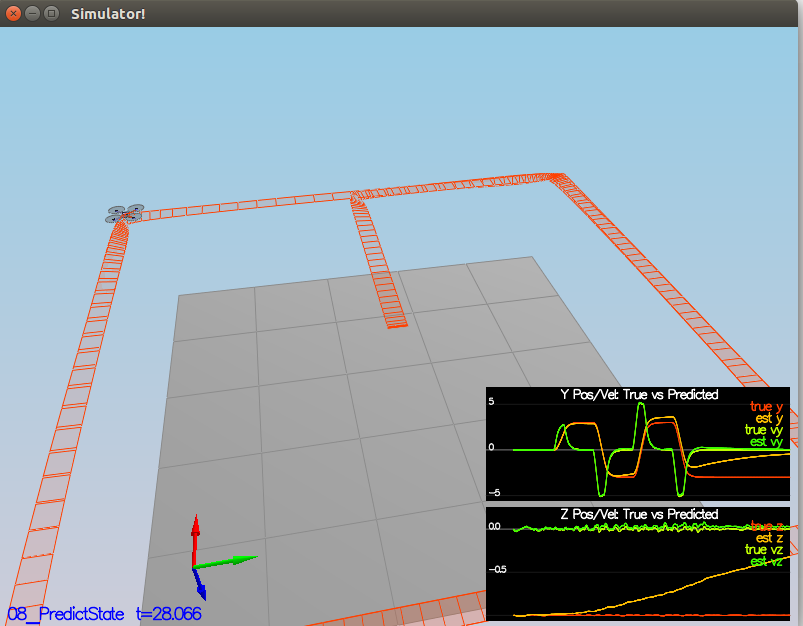 Simulator!
Y Pos/Vel: True vs Predicted
5
true y
est y
true vy
est vy
0
-5
Z Pos/Vel: True vs Predicted
0.0
true z
est z
true vz
est vz
-0.5
08_PredictState t=28.066